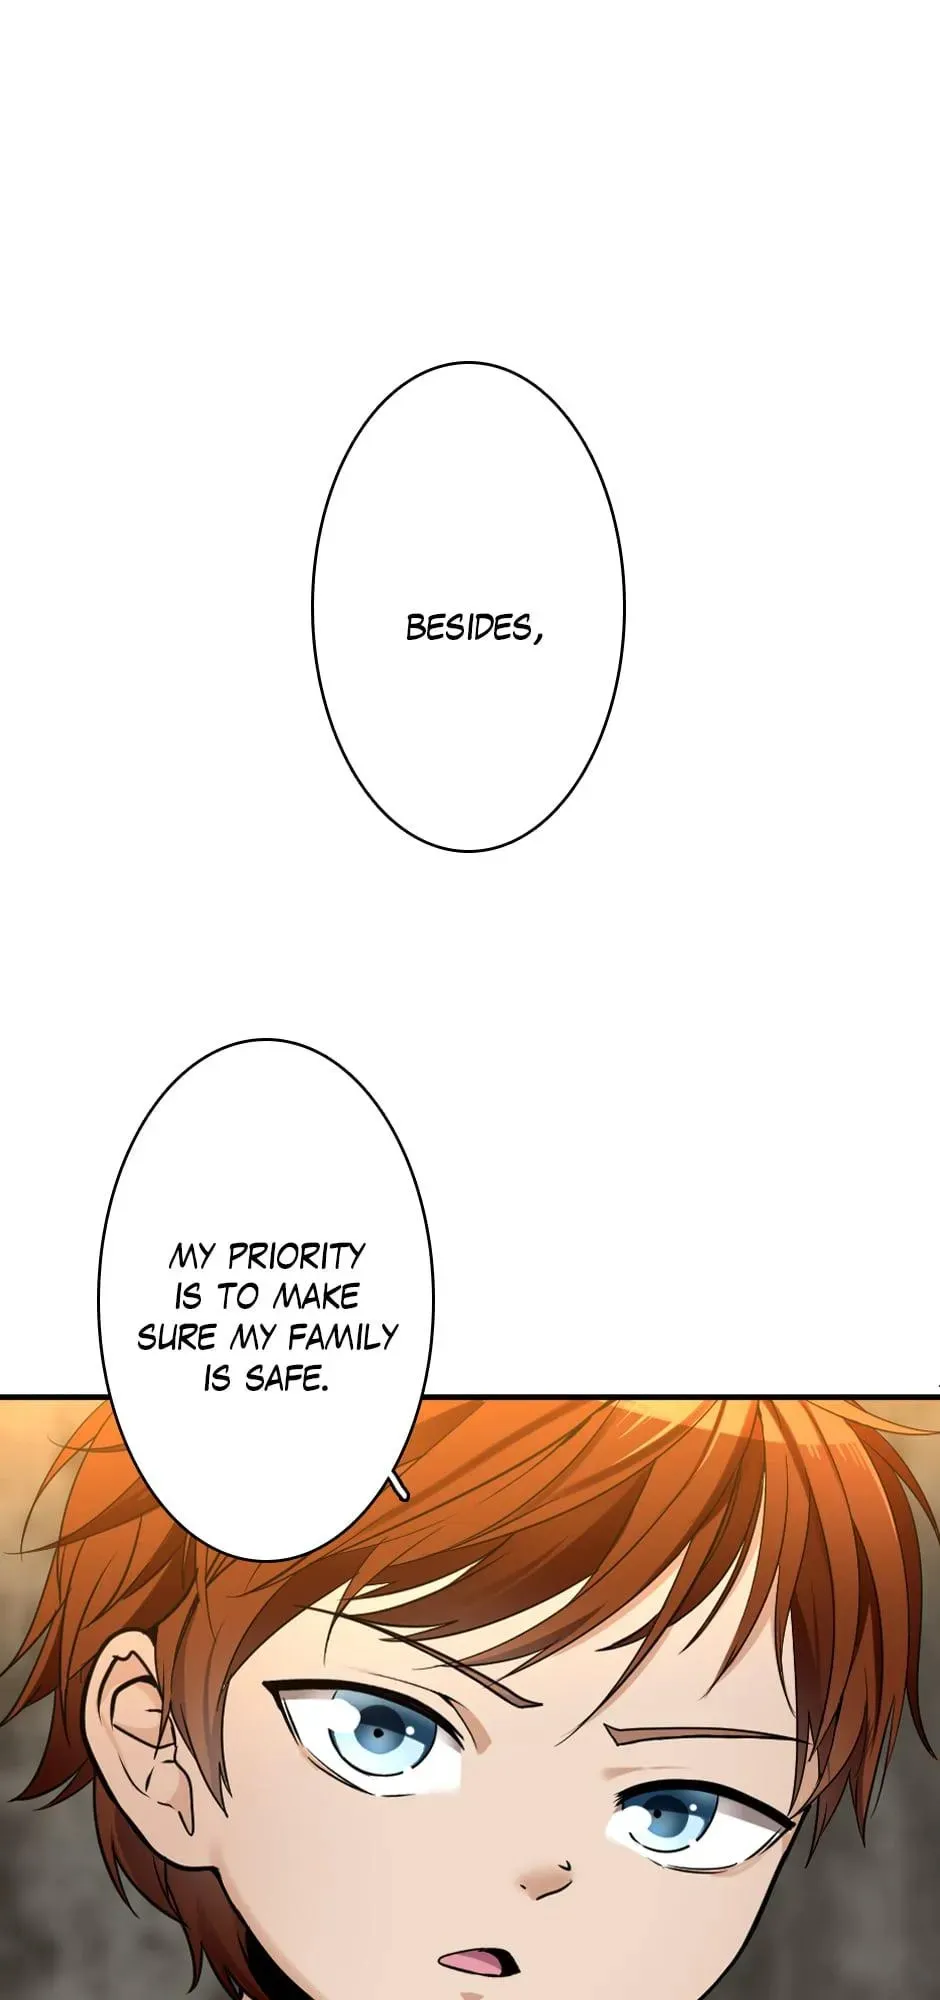 BESIDES,
MY PRIORITY
IS TO MAKE
SURE MY FAMILY
IS SAFE.